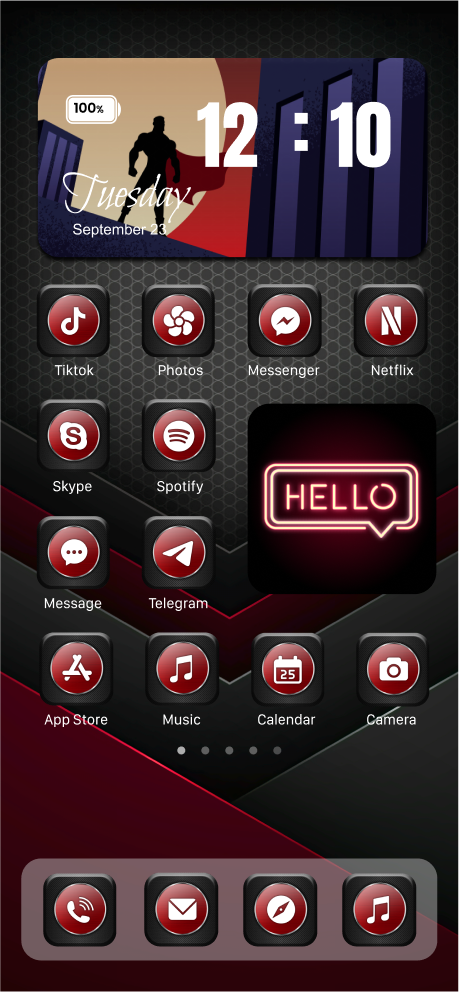 100%
12 : 10
Tuesday
September 23
Tiktok
Photos
Messenger
Netflix
Skype
Spotify
HELLO
Message
Telegram
25
App Store
Music
Calendar
Camera